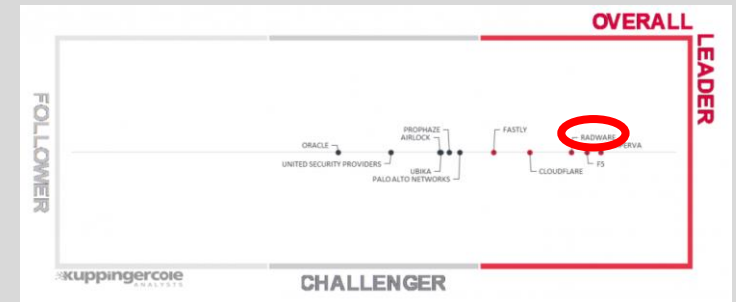 OVERALL
LEADER
FOLLOWER
PROPHAZE
FASTLY
AIRLOCK
RADWARE
ORACLE
PERVA
UNITED SECURITY PROVIDERS
F5
UBIKA
CLOUDFLARE
PALO ALTO NETWORKS
kuppingercole
ANALYSTS
CHALLENGER